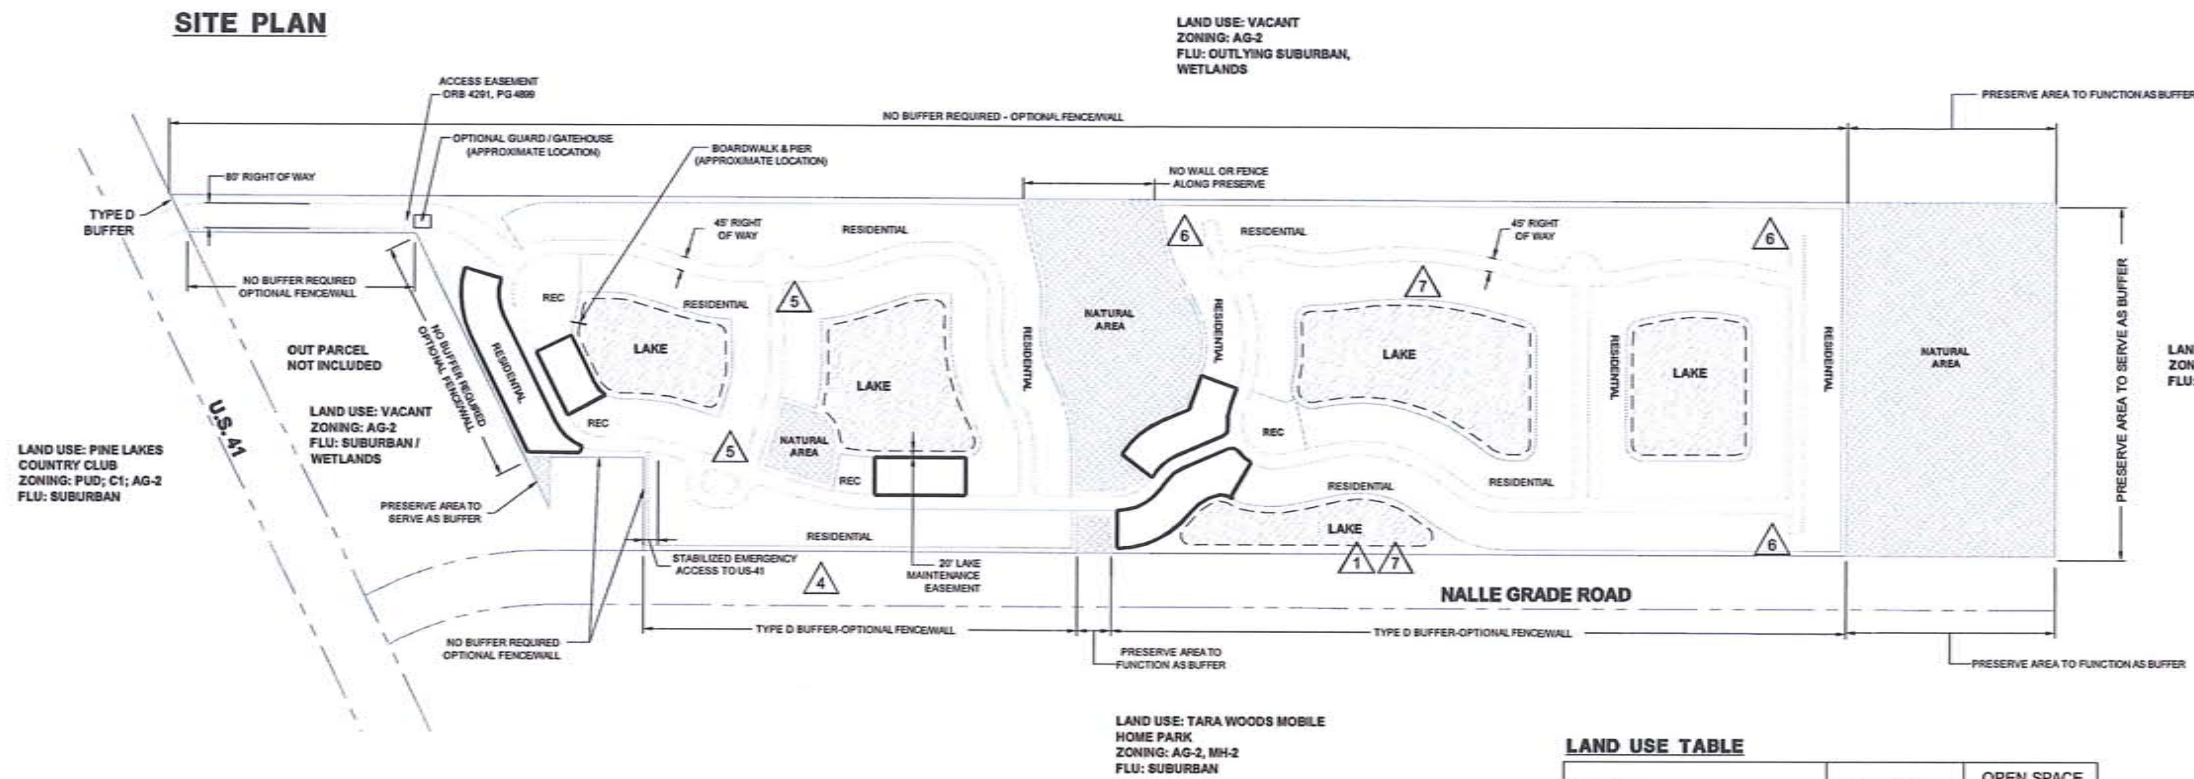 SITE PLAN
LAND USE: VACANT
ZONING: AG-2
FLU: OUTLYING SUBURBAN,
WETLANDS
ACCESS EASEMENT
ORB 4291, PG 4899
PRESERVE AREA TO FUNCTION AS BUFFER
NO BUFFER REQUIRED - OPTIONAL FENCE/WALL
OPTIONAL GUARD / GATEHOUSE
(APPROXIMATE LOCATION)
BOARDWALK & PIER
(APPROXIMATE LOCATION)
80' RIGHT OF WAY
NO WALL OR FENCE
ALONG PRESERVE
TYPE D
BUFFER
45' RIGHT
OF WAY
RESIDENTIAL
6
RESIDENTIAL
45' RIGHT
OF WAY
6
NO BUFFER REQUIRED
OPTIONAL FENCE/WALL
REC
RESIDENTIAL
5
7
NATURAL
AREA
RESIDENTIAL
NO BUFFER REQUIRED
OPTIONAL FENCE/WALL
RESIDENTIAL
OUT PARCEL
NOT INCLUDED
LAKE
LAKE
RESIDENTIAL
LAKE
RESIDENTIAL
LAKE
RESIDENTIAL
NATURAL
AREA
PRESERVE AREA TO SERVE AS BUFFER
LAN
ZON
FLU:
U.S. 41
LAND USE: VACANT
ZONING: AG-2
FLU: SUBURBAN /
WETLANDS
REC
REC
LAND USE: PINE LAKES
COUNTRY CLUB
ZONING: PUD; C1; AG-2
FLU: SUBURBAN
5
NATURAL
AREA
REC
RESIDENTIAL
RESIDENTIAL
PRESERVE AREA TO
SERVE AS BUFFER
RESIDENTIAL
LAKE
6
STABILIZED EMERGENCY
ACCESS TO US-41
4
20' LAKE
MAINTENANCE
EASEMENT
1
7
NALLE GRADE ROAD
NO BUFFER REQUIRED
OPTIONAL FENCE/WALL
TYPE D BUFFER-OPTIONAL FENCE/WALL
TYPE D BUFFER-OPTIONAL FENCE/WALL
PRESERVE AREA TO
FUNCTION AS BUFFER
PRESERVE AREA TO FUNCTION AS BUFFER
LAND USE: TARA WOODS MOBILE
HOME PARK
ZONING: AG-2, MH-2
FLU: SUBURBAN
LAND USE TABLE
OPEN SPACE